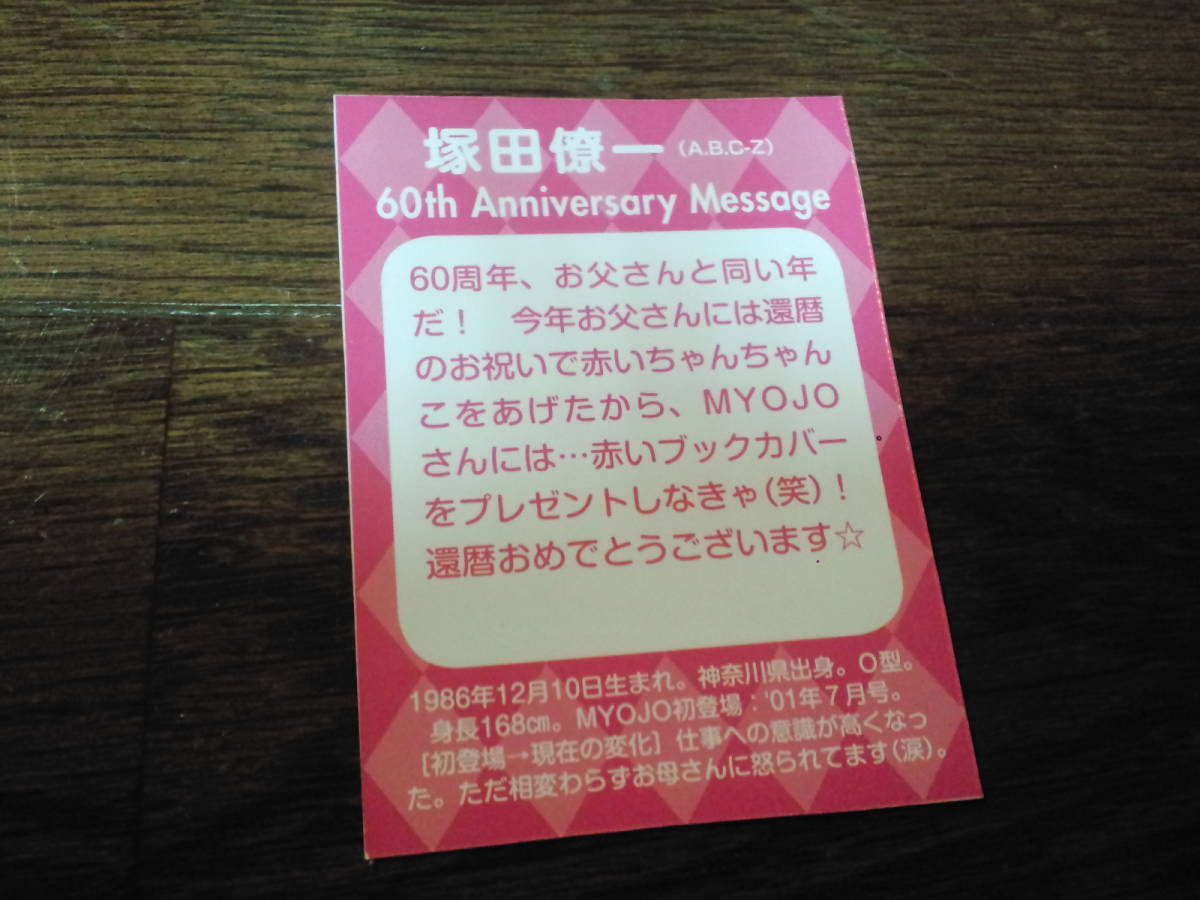 塚田僚一（A.B.C-Z）
60th Anniversary Message
60周年、お父さんと同い年
だ！　今年お父さんには還暦
のお祝いで赤いちゃんちゃん
こをあげたから、MYOJO
さんには…赤いブックカバー
をプレゼントしなきゃ（笑）！
還暦おめでとうございます☆
1986年12月10日生まれ。神奈川県出身。O型。
身長168㎝。MYOJO初登場：'01年7月号。
［初登場→現在の変化］仕事への意識が高くなっ
た。ただ相変わらずお母さんに怒られてます（涙）。